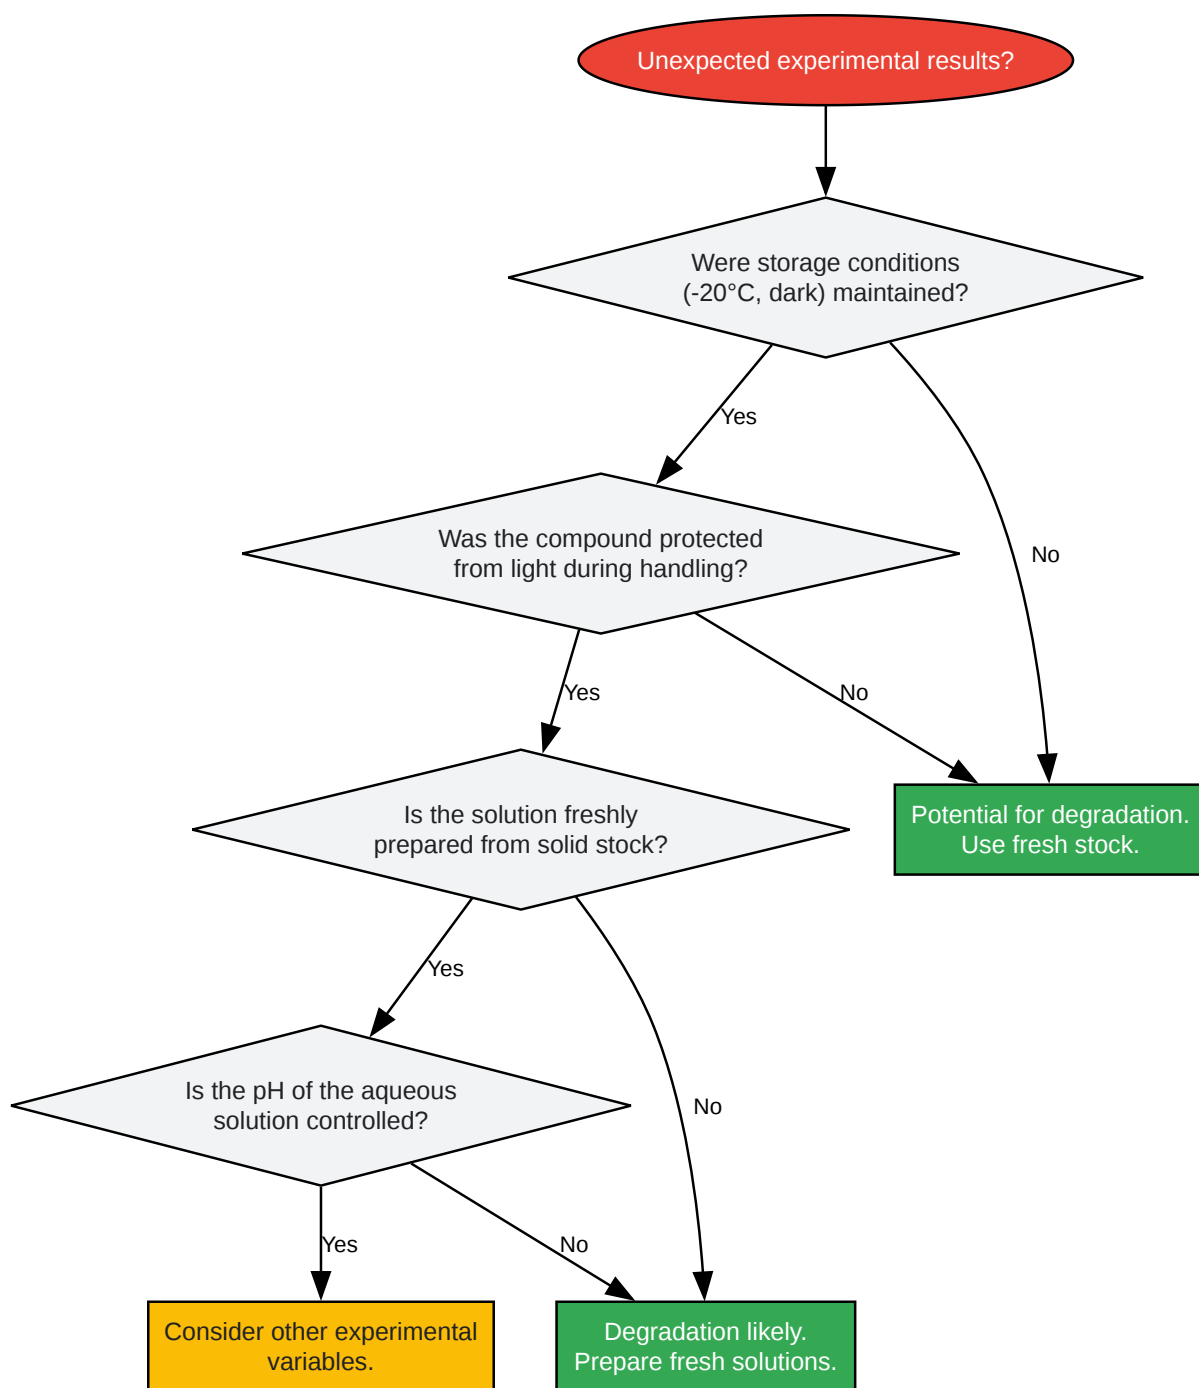 Unexpected experimental results?
Were storage conditions
(-20°C, dark) maintained?
Yes
No
Was the compound protected
from light during handling?
Yes
No
Is the solution freshly
prepared from solid stock?
Potential for degradation.
Use fresh stock.
Yes
No
Is the pH of the aqueous
solution controlled?
Yes
No
Consider other experimental
variables.
Degradation likely.
Prepare fresh solutions.